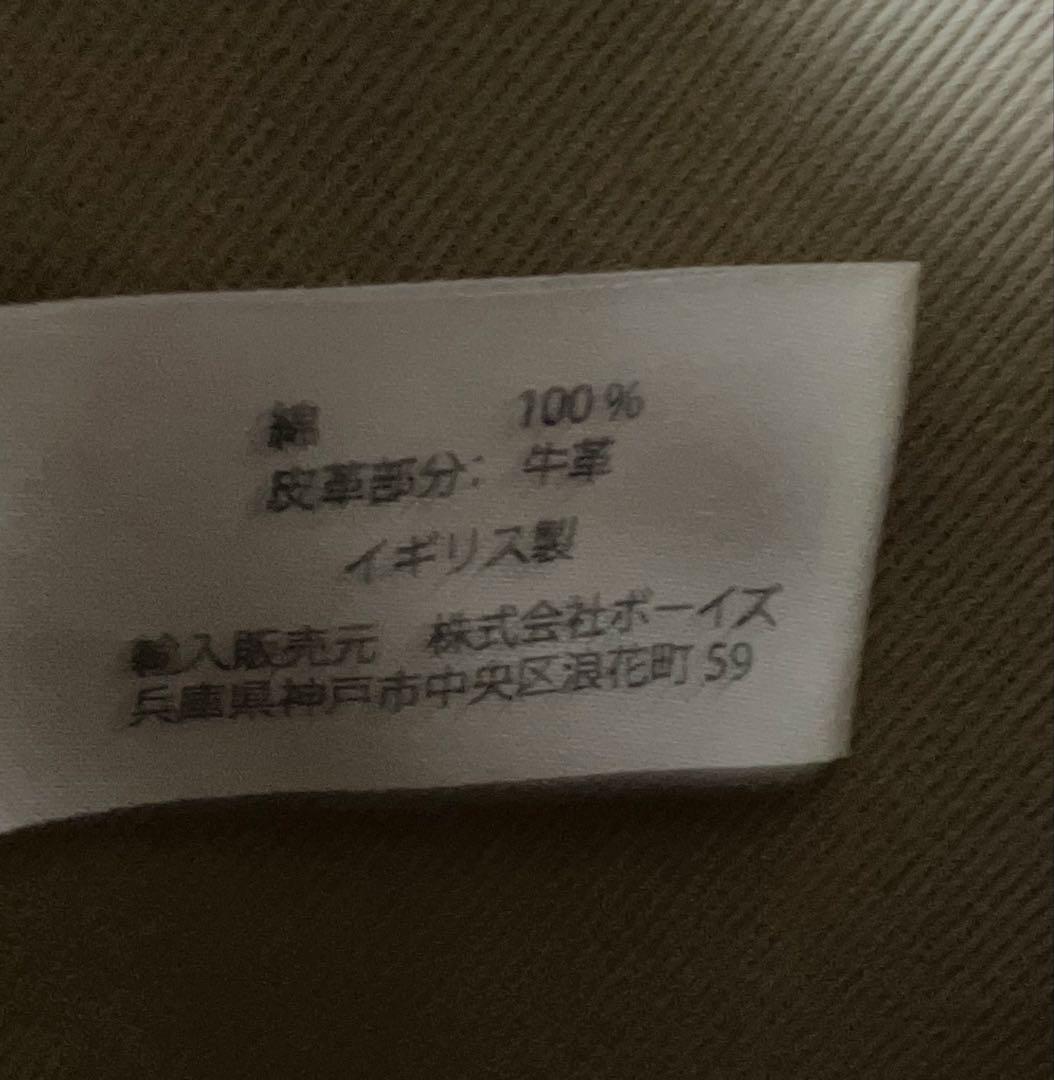 綿 100 %
皮革部分: 牛革
イギリス製
輸入販売元 株式会社ボーイズ
兵庫県神戸市中央区浪花町 59